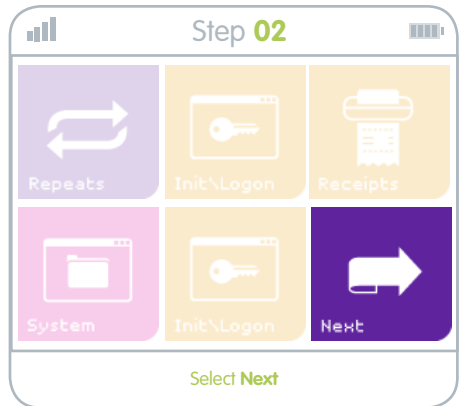 Step 02
Repeats
Init\Logon
Receipts
System
Init\Logon
Next
Select Next